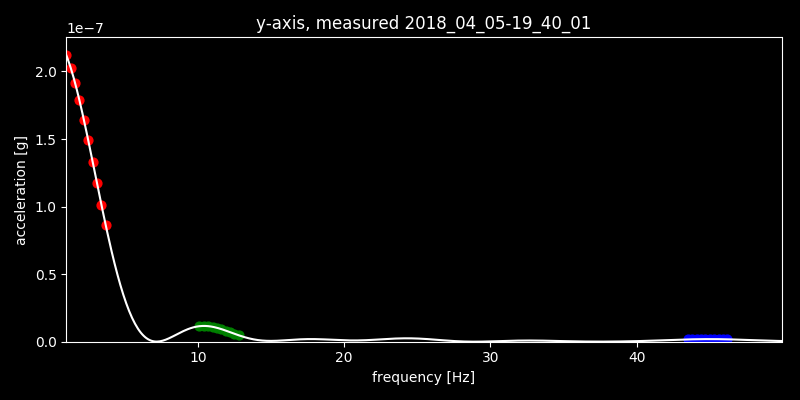 y-axis, measured 2018_04_05-19_40_01
1e−7
2.0
1.5
1.0
0.5
0.0
acceleration [g]
10 20 30 40
frequency [Hz]